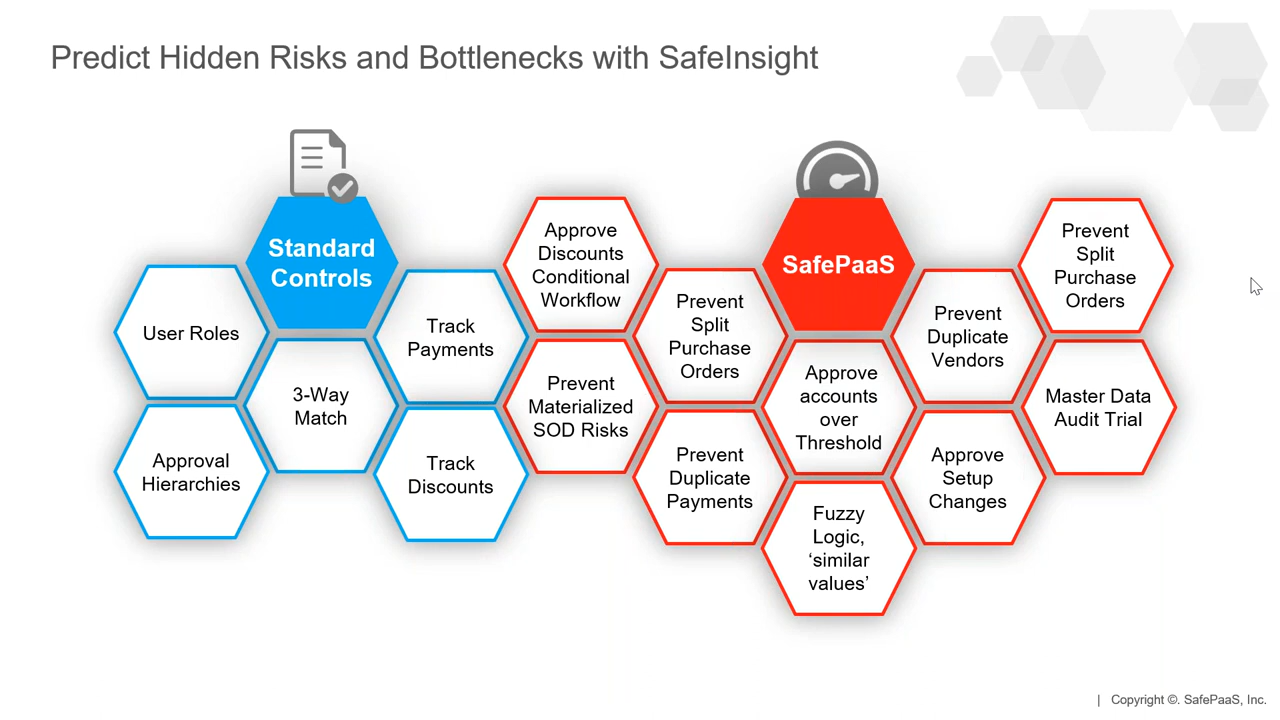 Predict Hidden Risks and Bottlenecks with SafeInsight
Standard
Controls
User Roles
3-Way
Match
Approval
Hierarchies
Track
Payments
Track
Discounts
Approve
Discounts
Conditional
Workflow
Prevent
Materialized
SOD Risks
Prevent
Split
Purchase
Orders
Prevent
Duplicate
Payments
SafePaaS
Approve
accounts
over
Threshold
Fuzzy
Logic,
‘similar
values’
Prevent
Duplicate
Vendors
Approve
Setup
Changes
Prevent
Split
Purchase
Orders
Master Data
Audit Trial
| Copyright ©. SafePaaS, Inc.